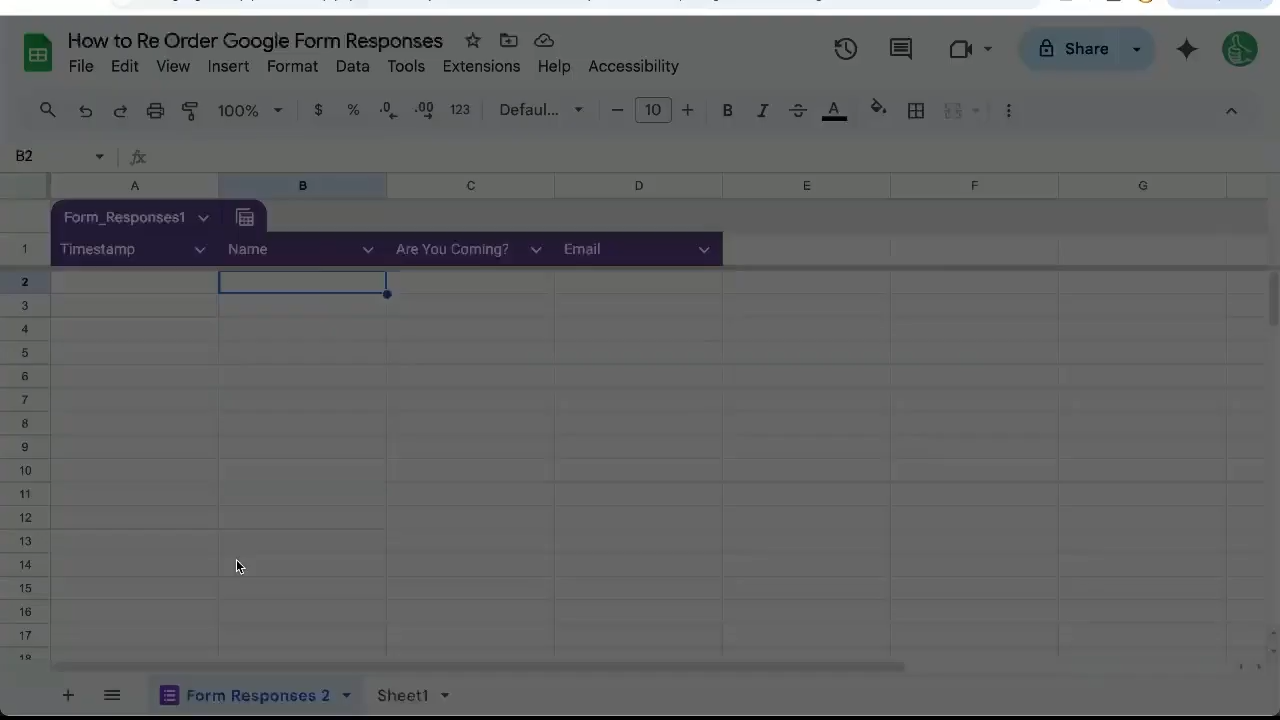 How to Re Order Google Form Responses
Share
File Edit View Insert Format Data Tools Extensions Help Accessibility
100% $ % .0 .00 123 Defaul... 10 B I A
B2 fx
A B C D E F G
Form_Responses1
1 Timestamp Name Are You Coming? Email
2
3
4
5
6
7
8
9
10
11
12
13
14
15
16
17
18
Form Responses 2 Sheet1